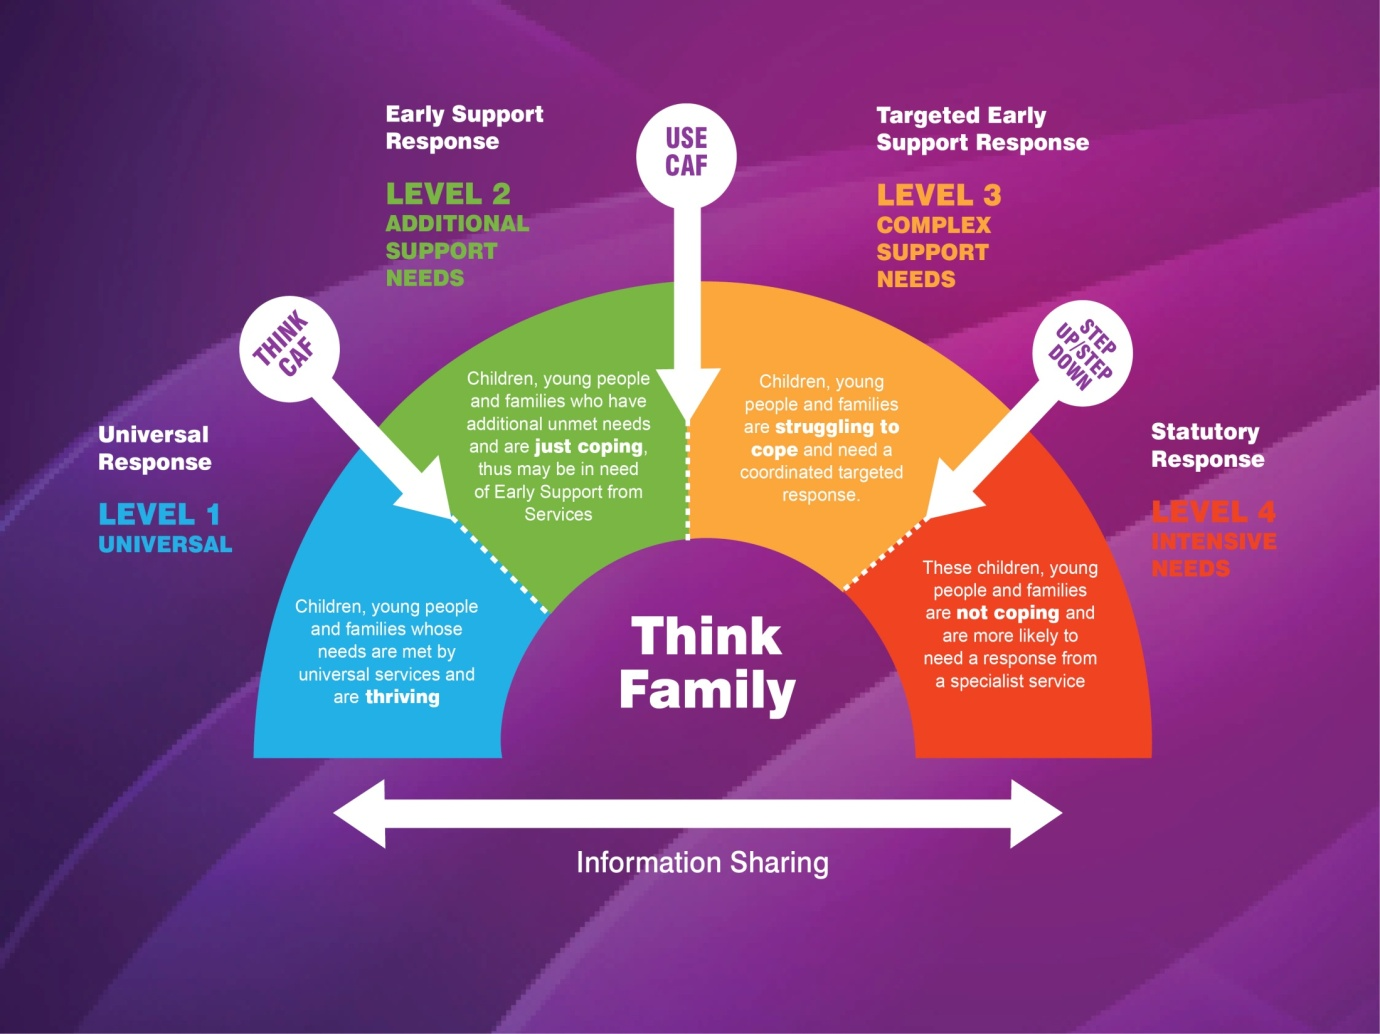 Early Support
Response
LEVEL 2
ADDITIONAL
SUPPORT
NEEDS
USE
CAF
Targeted Early
Support Response
LEVEL 3
COMPLEX
SUPPORT
NEEDS
THINK
CAF
STEP
UP/STEP
DOWN
Universal
Response
LEVEL 1
UNIVERSAL
Children, young people
and families who have
additional unmet needs
and are just coping,
thus may be in need
of Early Support from
Services
Children, young
people and families
are struggling to
cope and need a
coordinated targeted
response.
Statutory
Response
LEVEL 4
INTENSIVE
NEEDS
Children, young people
and families whose
needs are met by
universal services and
are thriving
These children, young
people and families
are not coping and
are more likely to
need a response from
a specialist service
Think
Family
Information Sharing